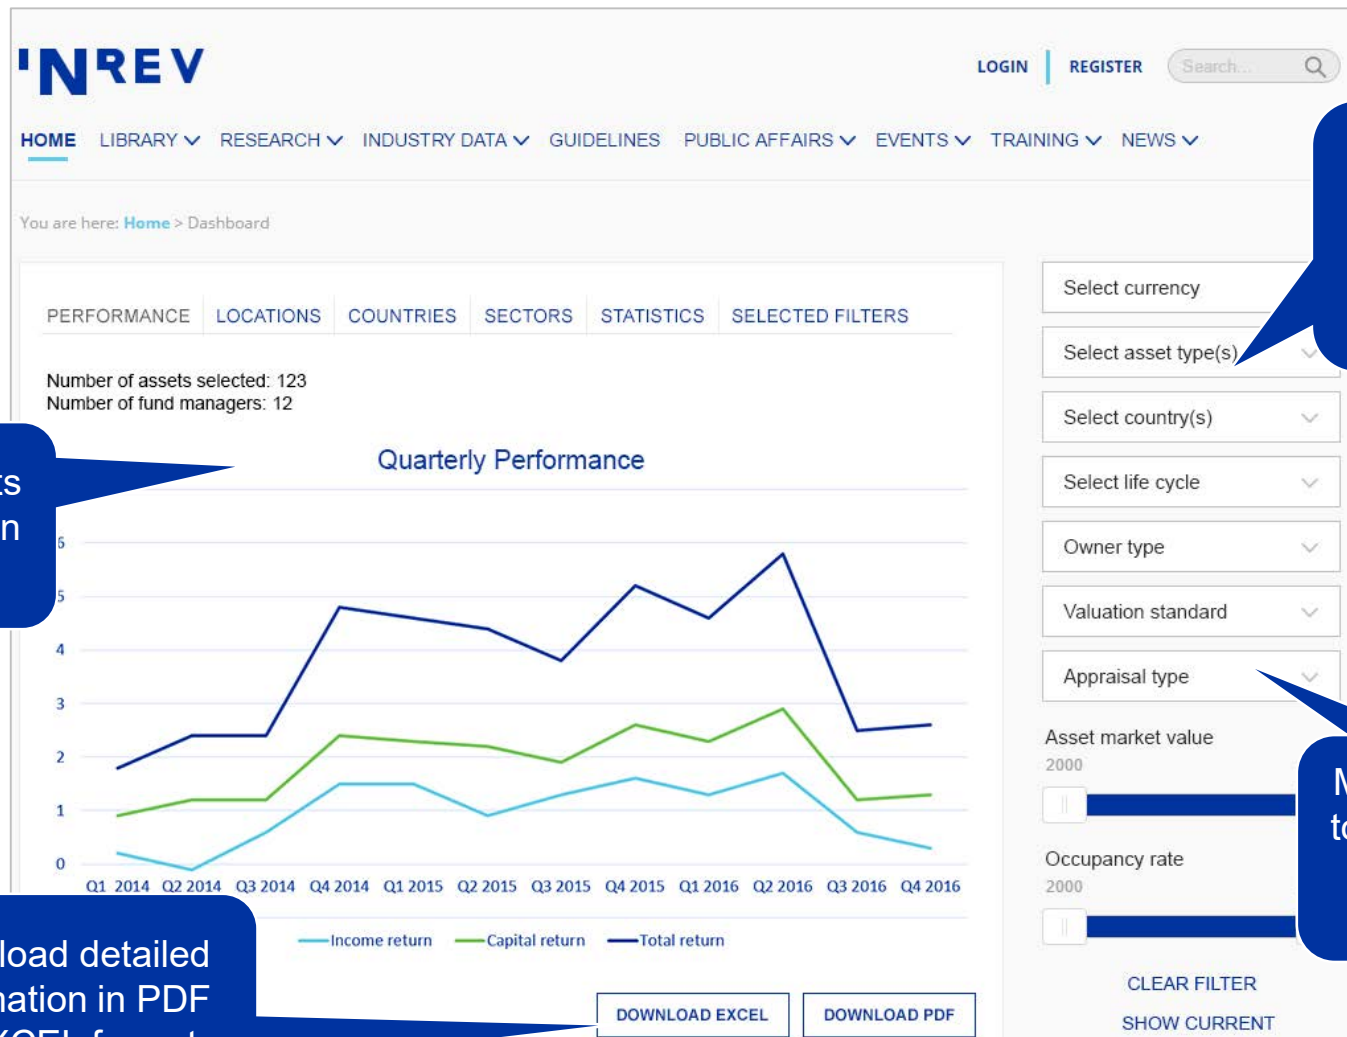 'NREV
LOGIN REGISTER Search...
HOME LIBRARY RESEARCH INDUSTRY DATA GUIDELINES PUBLIC AFFAIRS EVENTS TRAINING NEWS
You are here: Home > Dashboard
PERFORMANCE LOCATIONS COUNTRIES SECTORS STATISTICS SELECTED FILTERS
Number of assets selected: 123
Number of fund managers: 12
Quarterly Performance
6
5
4
3
2
1
0
Q1 2014 Q2 2014 Q3 2014 Q4 2014 Q1 2015 Q2 2015 Q3 2015 Q4 2015 Q1 2016 Q2 2016 Q3 2016 Q4 2016
Income return Capital return Total return
load detailed
mation in PDF
DOWNLOAD EXCEL DOWNLOAD PDF
Select currency
Select asset type(s)
Select country(s)
Select life cycle
Owner type
Valuation standard
Appraisal type
Asset market value
2000
Occupancy rate
2000
CLEAR FILTER
SHOW CURRENT